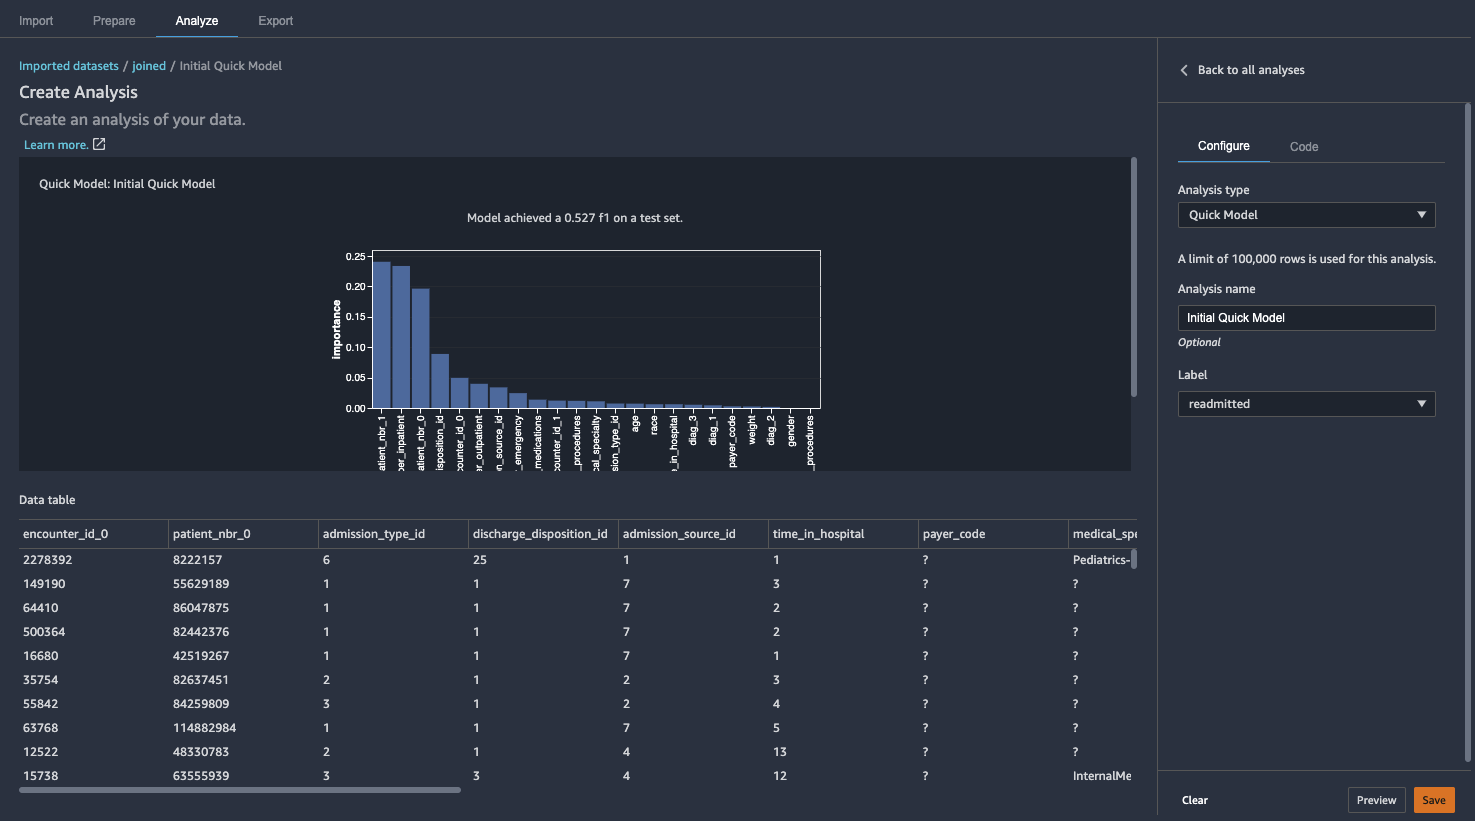 Import Prepare Analyze Export
Imported datasets / joined / Initial Quick Model
Create Analysis
Create an analysis of your data.
Learn more.
Quick Model: Initial Quick Model
Model achieved a 0.527 f1 on a test set.
importance
0.25
0.20
0.15
0.10
0.05
0.00
atient_nbr_1
ber_inpatient
atient_nbr_0
isposition_id
counter_id_0
er_outpatient
on_source_id
_emergency
_medications
counter_id_1
_procedures
cal_specialty
sion_type_id
age
race
e_in_hospital
diag_3
diag_1
payer_code
weight
diag_2
gender
_procedures
Data table
encounter_id_0 patient_nbr_0 admission_type_id discharge_disposition_id admission_source_id time_in_hospital payer_code medical_spe
2278392 8222157 6 25 1 1 ? Pediatrics-
149190 55629189 1 1 7 3 ? ?
64410 86047875 1 1 7 2 ? ?
500364 82442376 1 1 7 2 ? ?
16680 42519267 1 1 7 1 ? ?
35754 82637451 2 1 2 3 ? ?
55842 84259809 3 1 2 4 ? ?
63768 114882984 1 1 7 5 ? ?
12522 48330783 2 1 4 13 ? ?
15738 63555939 3 3 4 12 ? InternalMe
Back to all analyses
Configure Code
Analysis type
Quick Model
A limit of 100,000 rows is used for this analysis.
Analysis name
Initial Quick Model
Optional
Label
readmitted
Clear Preview Save